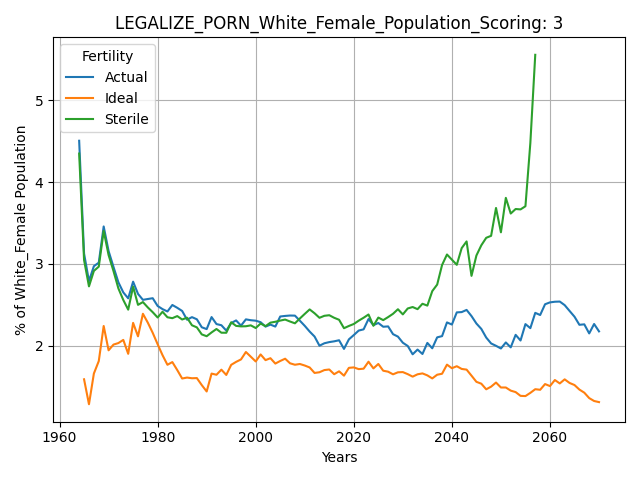 LEGALIZE_PORN_White_Female_Population_Scoring: 3
Fertility
Actual
Ideal
Sterile
% of White_Female Population
5
4
3
2
1960
1980
2000
2020
2040
2060
Years